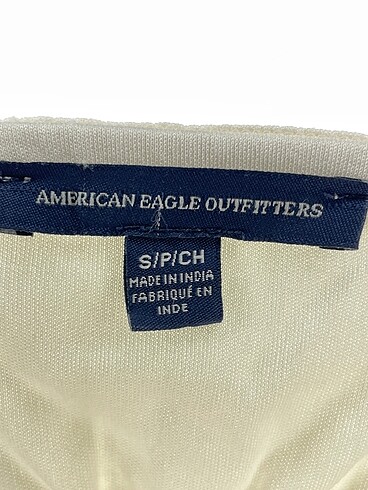 AMERICAN EAGLE OUTFITTERS
S/P/CH
MADE IN INDIA
FABRIQUÉ EN
INDE